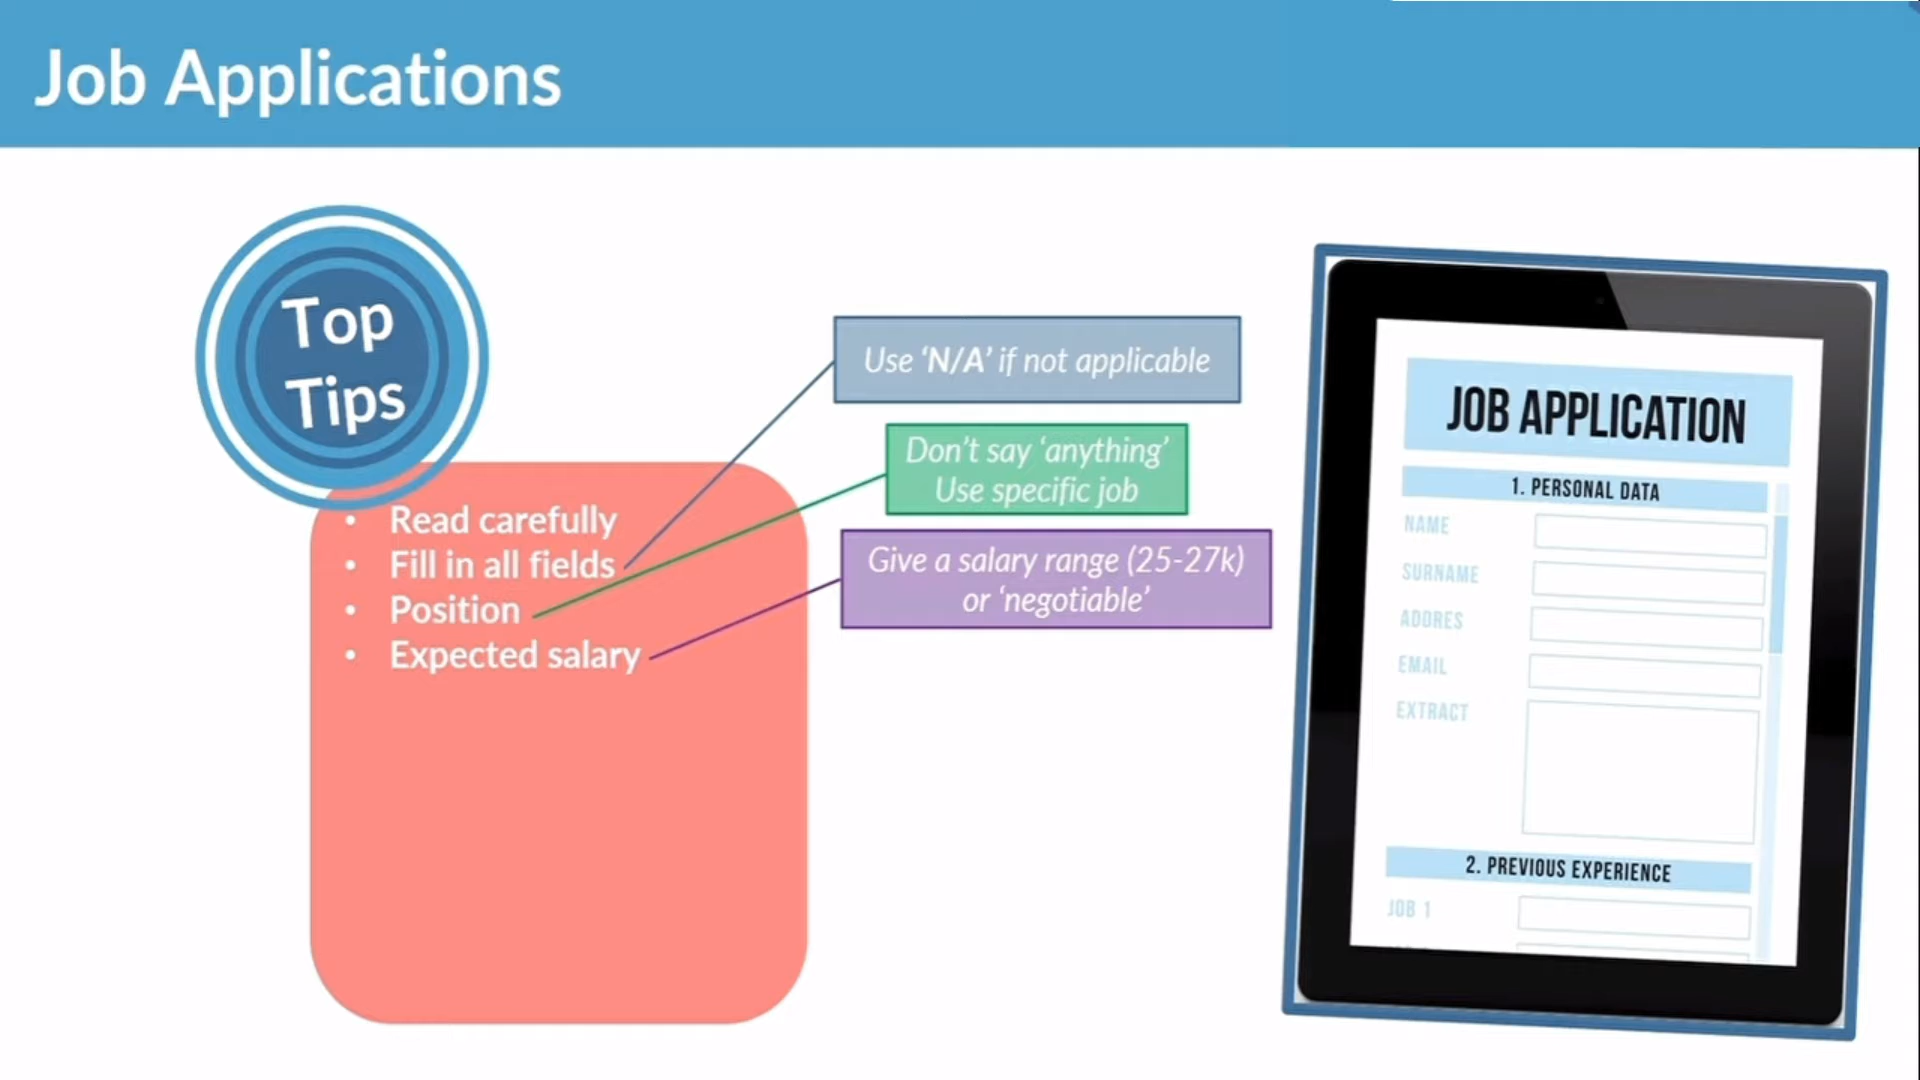 Job Applications
Top
Tips
• Read carefully
• Fill in all fields
• Position
• Expected salary
Use ‘N/A’ if not applicable
Don’t say ‘anything’
Use specific job
Give a salary range (25-27k)
or ‘negotiable’
JOB APPLICATION
1. PERSONAL DATA
NAME
SURNAME
ADDRES
EMAIL
EXTRACT
2. PREVIOUS EXPERIENCE
JOB 1